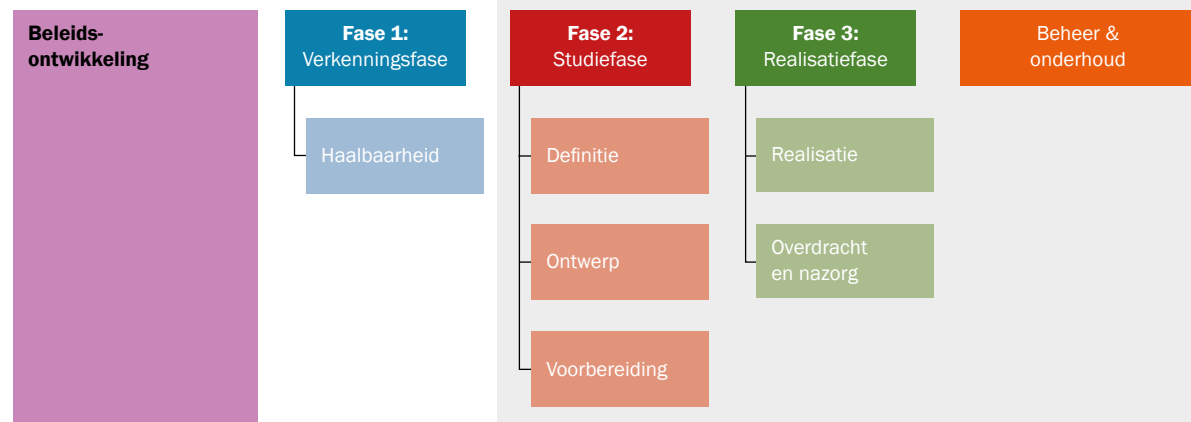 Beleids-
ontwikkeling
Fase 1:
Verkenningsfase
Haalbaarheid
Fase 2:
Studiefase
Definitie
Ontwerp
Voorbereiding
Fase 3:
Realisatiefase
Realisatie
Overdracht
en nazorg
Beheer &
onderhoud